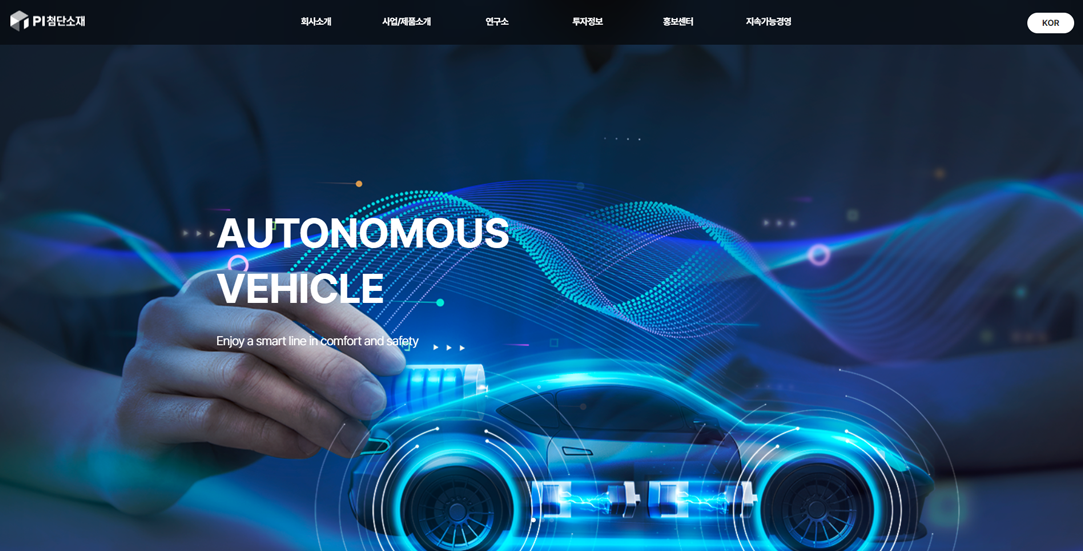 PI첨단소재
회사소개 사업/제품소개 연구소 투자정보 홍보센터 지속가능경영
KOR
AUTONOMOUS
VEHICLE
Enjoy a smart line in comfort and safety